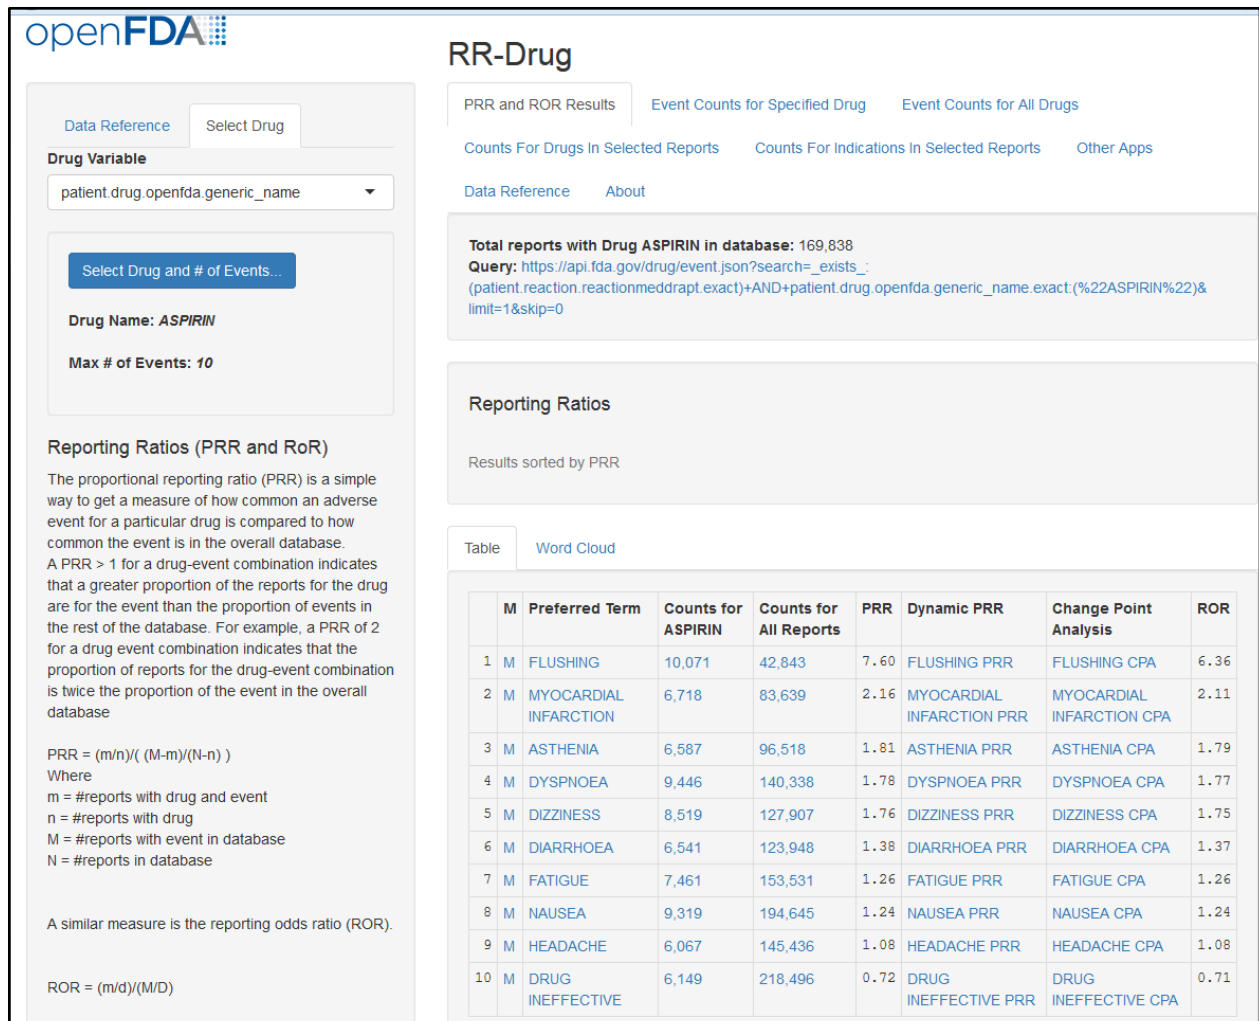 openFDA
Data Reference
Select Drug
Drug Variable
patient.drug.openfda.generic_name
Select Drug and # of Events...
Drug Name: ASPIRIN
Max # of Events: 10
Reporting Ratios (PRR and RoR)
The proportional reporting ratio (PRR) is a simple
way to get a measure of how common an adverse
event for a particular drug is compared to how
common the event is in the overall database.
A PRR > 1 for a drug-event combination indicates
that a greater proportion of the reports for the drug
are for the event than the proportion of events in
the rest of the database. For example, a PRR of 2
for a drug event combination indicates that the
proportion of reports for the drug-event combination
is twice the proportion of the event in the overall
database
PRR = (m/n)/( (M-m)/(N-n) )
Where
m = #reports with drug and event
n = #reports with drug
M = #reports with event in database
N = #reports in database
A similar measure is the reporting odds ratio (ROR).
ROR = (m/d)/(M/D)
RR-Drug
PRR and ROR Results Event Counts for Specified Drug Event Counts for All Drugs
Counts For Drugs In Selected Reports Counts For Indications In Selected Reports Other Apps
Data Reference About
Total reports with Drug ASPIRIN in database: 169,838
Query: https://api.fda.gov/drug/event.json?search=_exists_:
(patient.reaction.reactionmeddrapt.exact)+AND+patient.drug.openfda.generic_name.exact:(%22ASPIRIN%22)&
limit=1&skip=0
Reporting Ratios
Results sorted by PRR
Table Word Cloud
M Preferred Term Counts for ASPIRIN Counts for All Reports PRR Dynamic PRR Change Point Analysis ROR
1 M FLUSHING 10,071 42,843 7.60 FLUSHING PRR FLUSHING CPA 6.36
2 M MYOCARDIAL INFARCTION 6,718 83,639 2.16 MYOCARDIAL INFARCTION PRR MYOCARDIAL INFARCTION CPA 2.11
3 M ASTHENIA 6,587 96,518 1.81 ASTHENIA PRR ASTHENIA CPA 1.79
4 M DYSPNOEA 9,446 140,338 1.78 DYSPNOEA PRR DYSPNOEA CPA 1.77
5 M DIZZINESS 8,519 127,907 1.76 DIZZINESS PRR DIZZINESS CPA 1.75
6 M DIARRHOEA 6,541 123,948 1.38 DIARRHOEA PRR DIARRHOEA CPA 1.37
7 M FATIGUE 7,461 153,531 1.26 FATIGUE PRR FATIGUE CPA 1.26
8 M NAUSEA 9,319 194,645 1.24 NAUSEA PRR NAUSEA CPA 1.24
9 M HEADACHE 6,067 145,436 1.08 HEADACHE PRR HEADACHE CPA 1.08
10 M DRUG INEFFECTIVE 6,149 218,496 0.72 DRUG INEFFECTIVE PRR DRUG INEFFECTIVE CPA 0.71